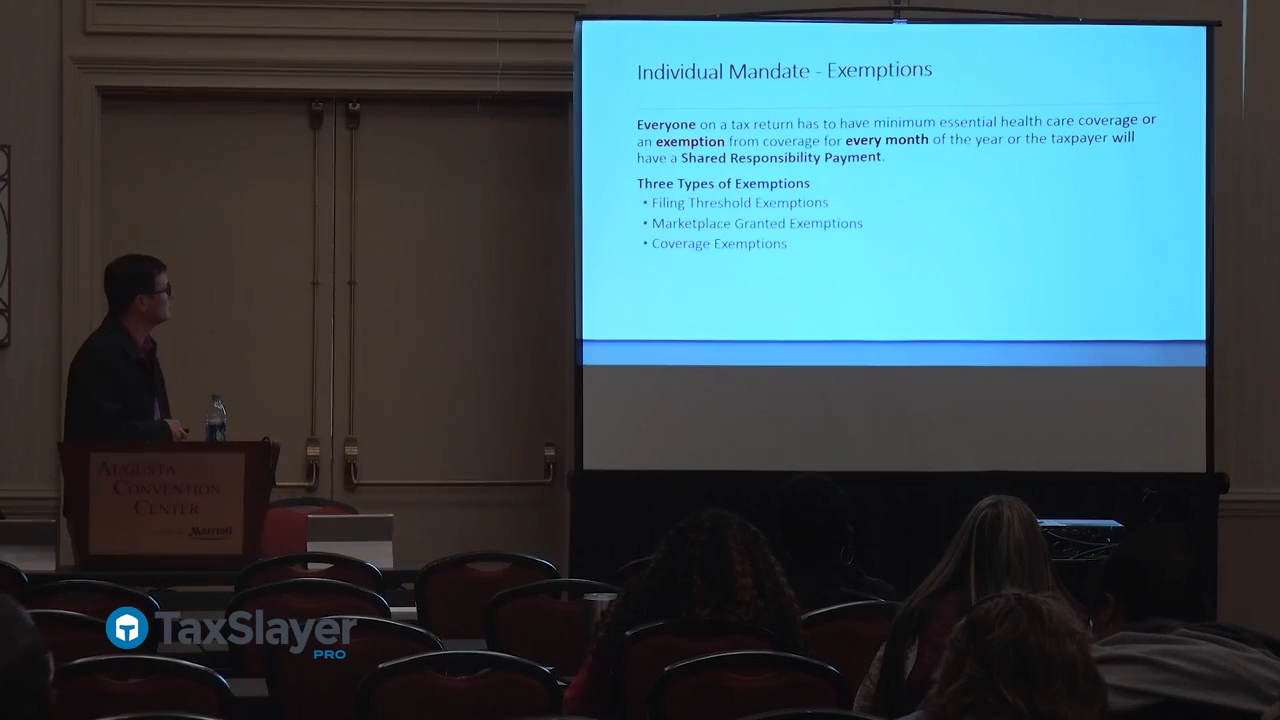 Individual Mandate - Exemptions
Everyone on a tax return has to have minimum essential health care coverage or
an exemption from coverage for every month of the year or the taxpayer will
have a Shared Responsibility Payment.
Three Types of Exemptions
• Filing Threshold Exemptions
• Marketplace Granted Exemptions
• Coverage Exemptions
AUGUSTA
CONVENTION
CENTER
Marriott
TaxSlayer
PRO